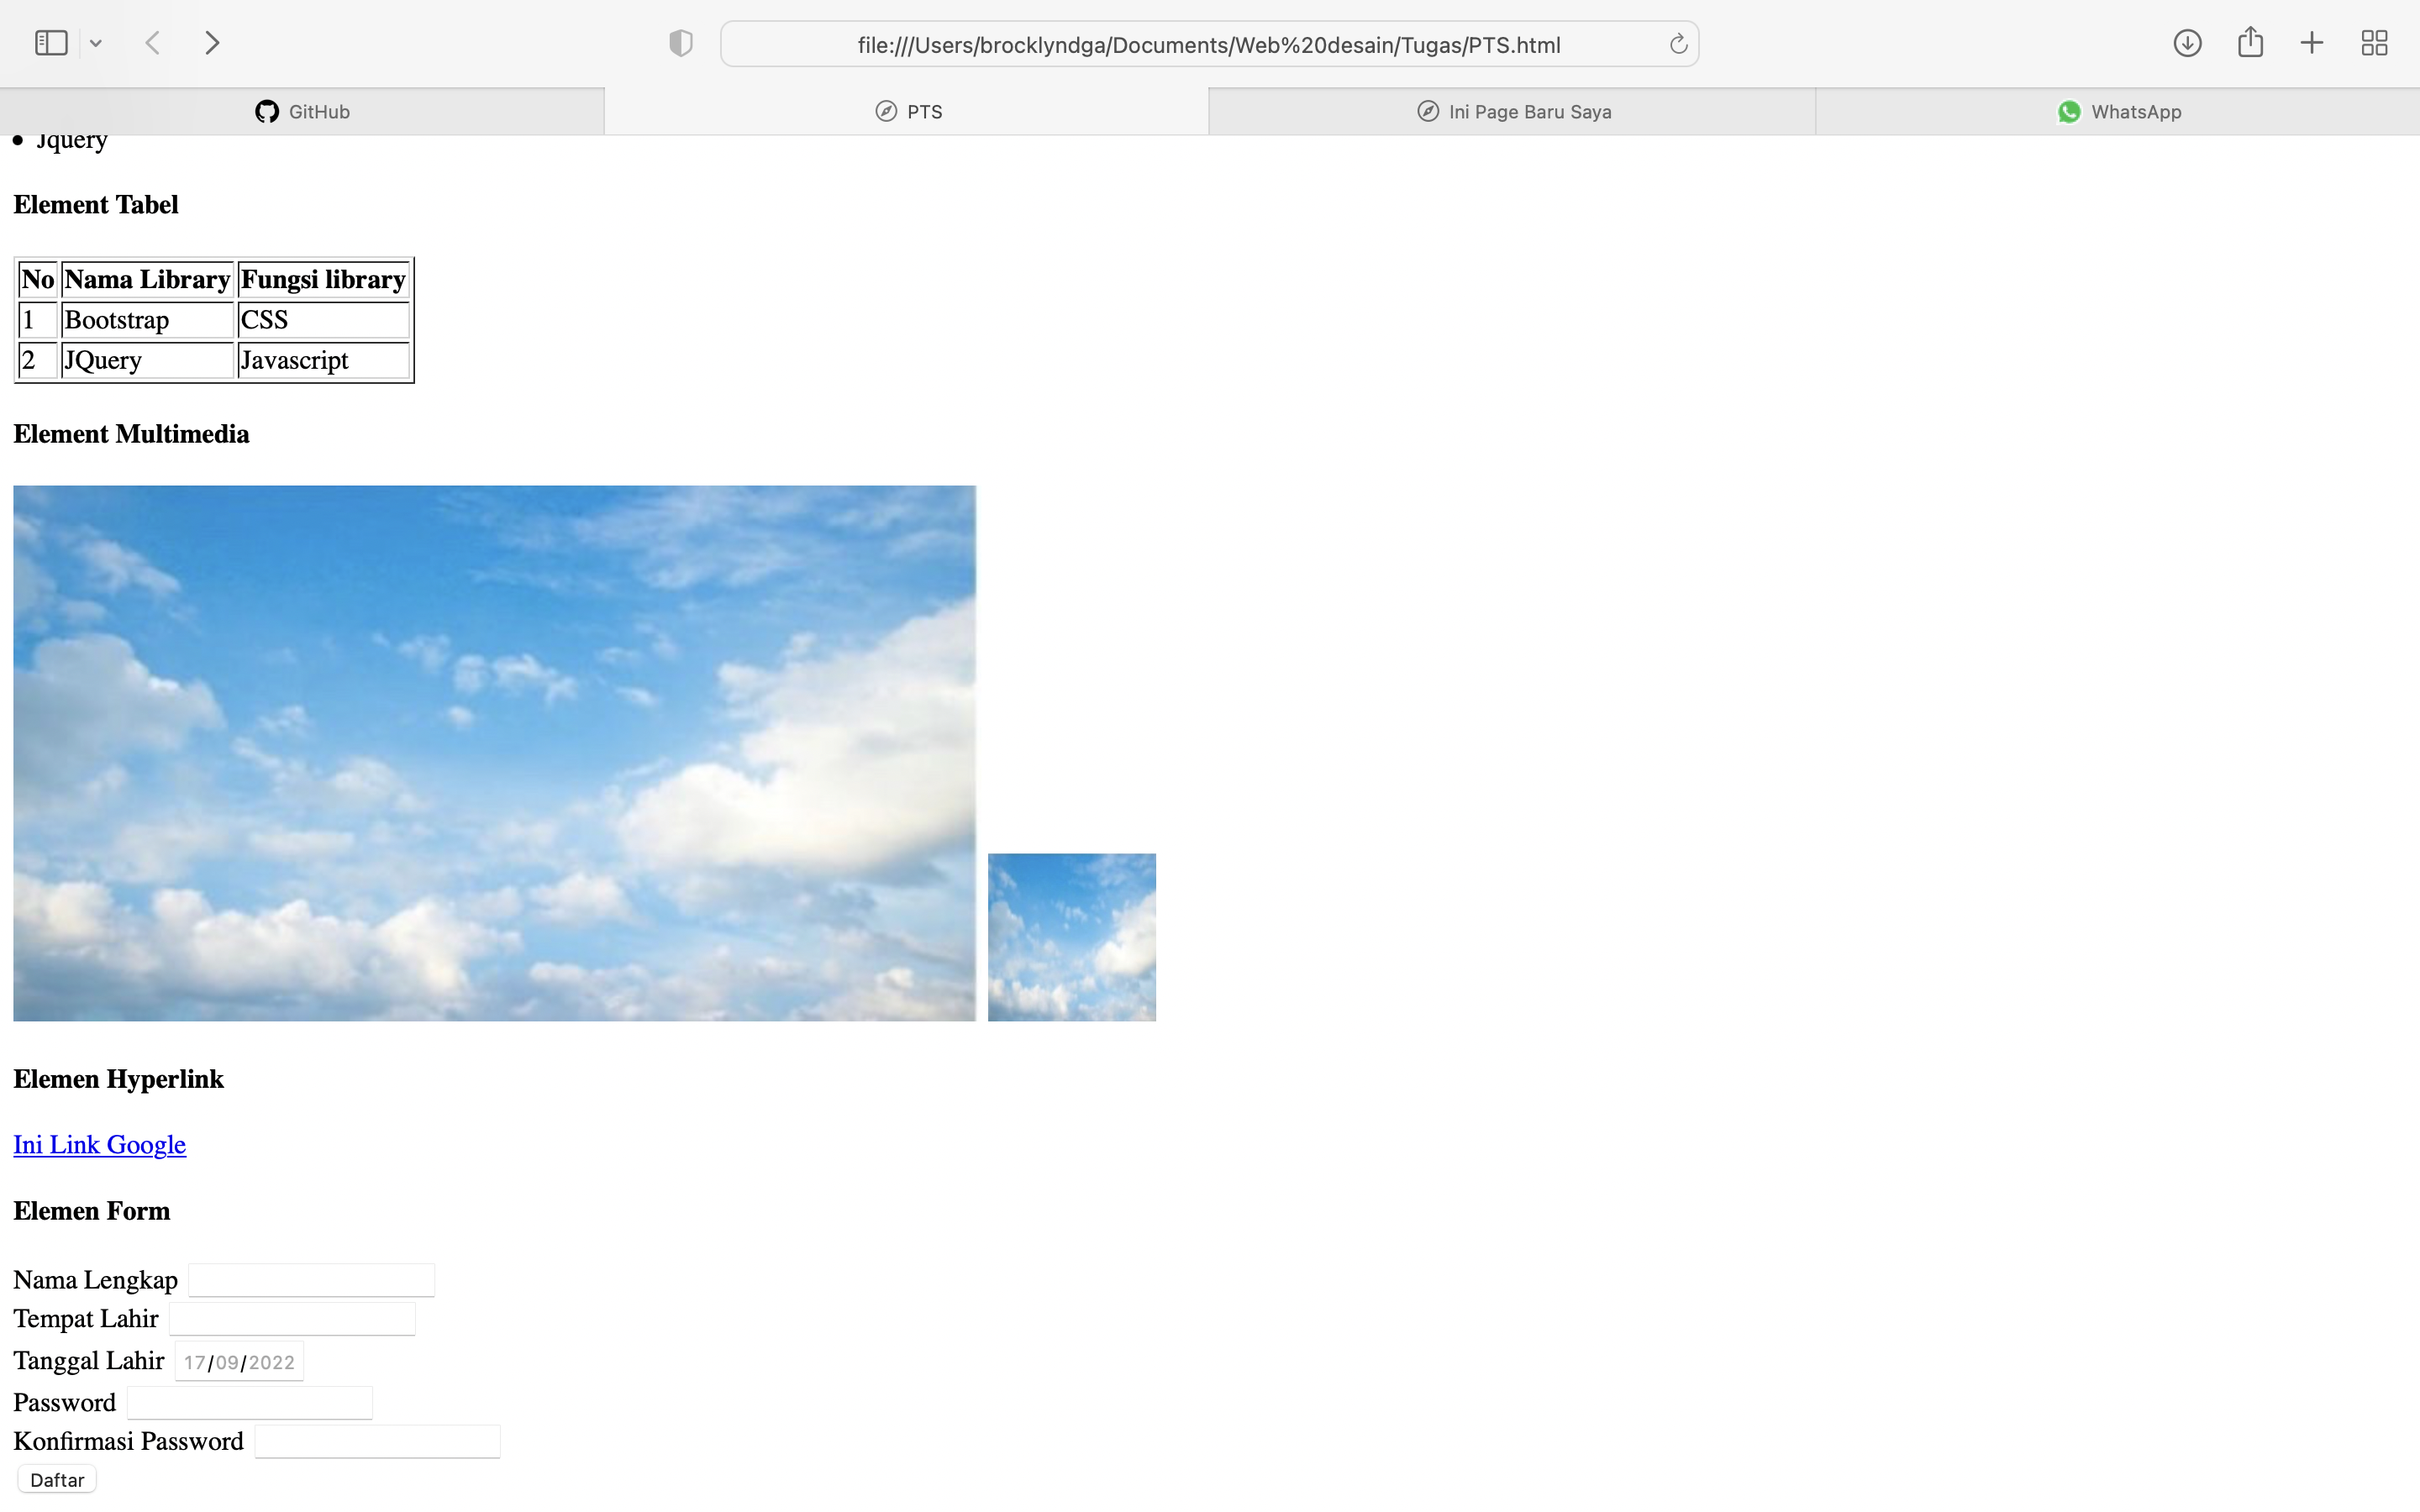 file:///Users/brocklyndga/Documents/Web%20desain/Tugas/PTS.html
GitHub PTS Ini Page Baru Saya WhatsApp
Jquery
Element Tabel
No Nama Library Fungsi library
1 Bootstrap CSS
2 JQuery Javascript
Element Multimedia
Elemen Hyperlink
Ini Link Google
Elemen Form
Nama Lengkap
Tempat Lahir
Tanggal Lahir 17/09/2022
Password
Konfirmasi Password
Daftar